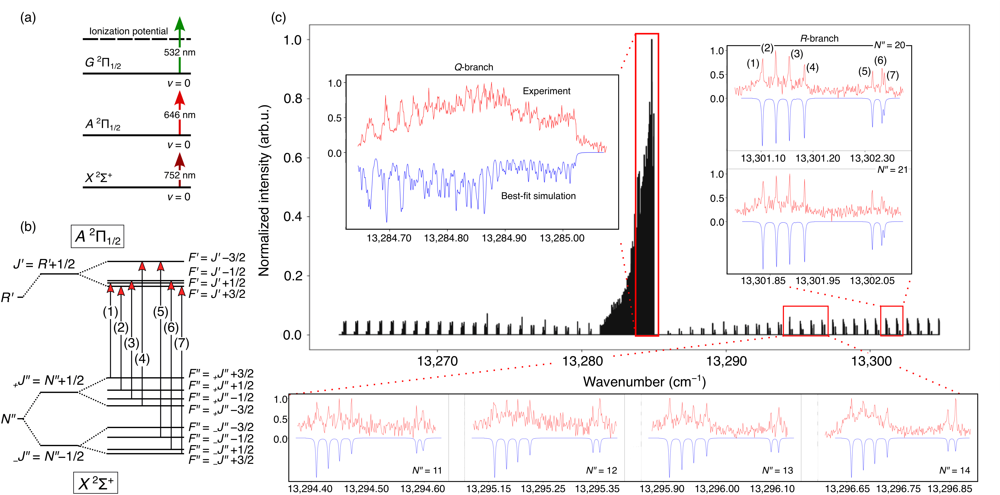 (a)
Ionization potential
532 nm
G ²Π1/2
v = 0
646 nm
A ²Π1/2
v = 0
752 nm
X ²Σ⁺
v = 0
(b)
A ²Π1/2
J′ = R′+1/2
R′
F′ = J′ −3/2
F′ = J′ −1/2
F′ = J′ +1/2
F′ = J′ +3/2
(1)
(2)
(3)
(4)
(5)
(6)
(7)
₊J″ = N″+1/2
N″
₋J″ = N″−1/2
F″ = ₊J″ +3/2
F″ = ₊J″ +1/2
F″ = ₊J″ −1/2
F″ = ₊J″ −3/2
F″ = ₋J″ −3/2
F″ = ₋J″ −1/2
F″ = ₋J″ +1/2
F″ = ₋J″ +3/2
X ²Σ⁺
(c)
Normalized intensity (arb.u.)
1.0
0.8
0.6
0.4
0.2
0.0
13,270 13,280 13,290 13,300
Wavenumber (cm⁻¹)
Q-branch
1.0
0.5
0.0
Experiment
Best-fit simulation
13,284.70 13,284.80 13,284.90 13,285.00
R-branch
N″ = 20
1.0
0.5
0.0
(1)
(2)
(3)
(4)
(5)
(6)
(7)
13,301.10 13,301.20 13,302.30
N″ = 21
1.0
0.5
0.0
13,301.85 13,301.95 13,302.05
1.0
0.5
0.0
N″ = 11
N″ = 12
N″ = 13
N″ = 14
13,294.40 13,294.50 13,294.60 13,295.15 13,295.25 13,295.35 13,295.90 13,296.00 13,296.10 13,296.65 13,296.75 13,296.85